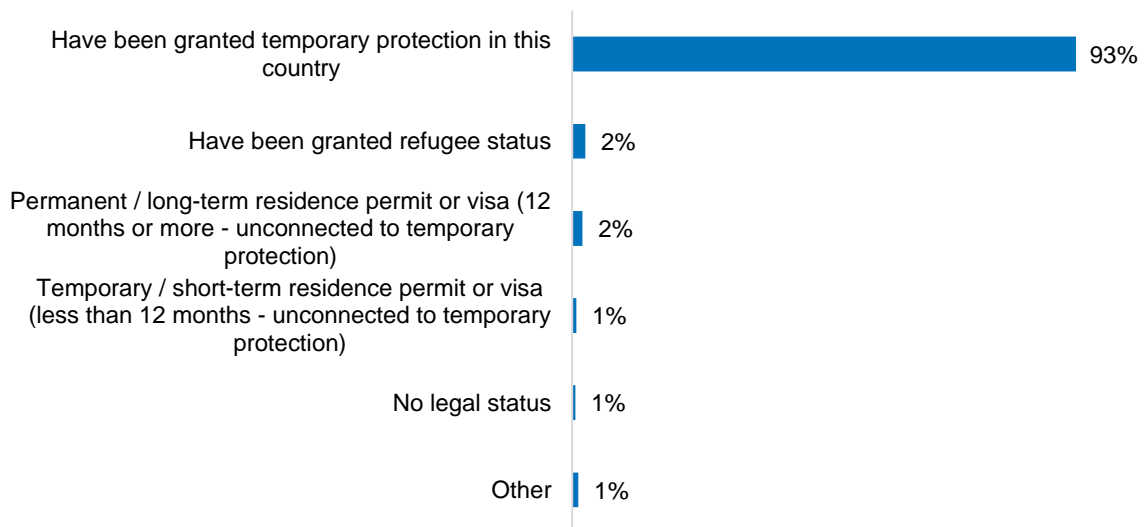 Have been granted temporary protection in this
country
93%
Have been granted refugee status
2%
Permanent / long-term residence permit or visa (12
months or more - unconnected to temporary
protection)
2%
Temporary / short-term residence permit or visa
(less than 12 months - unconnected to temporary
protection)
1%
No legal status
1%
Other
1%